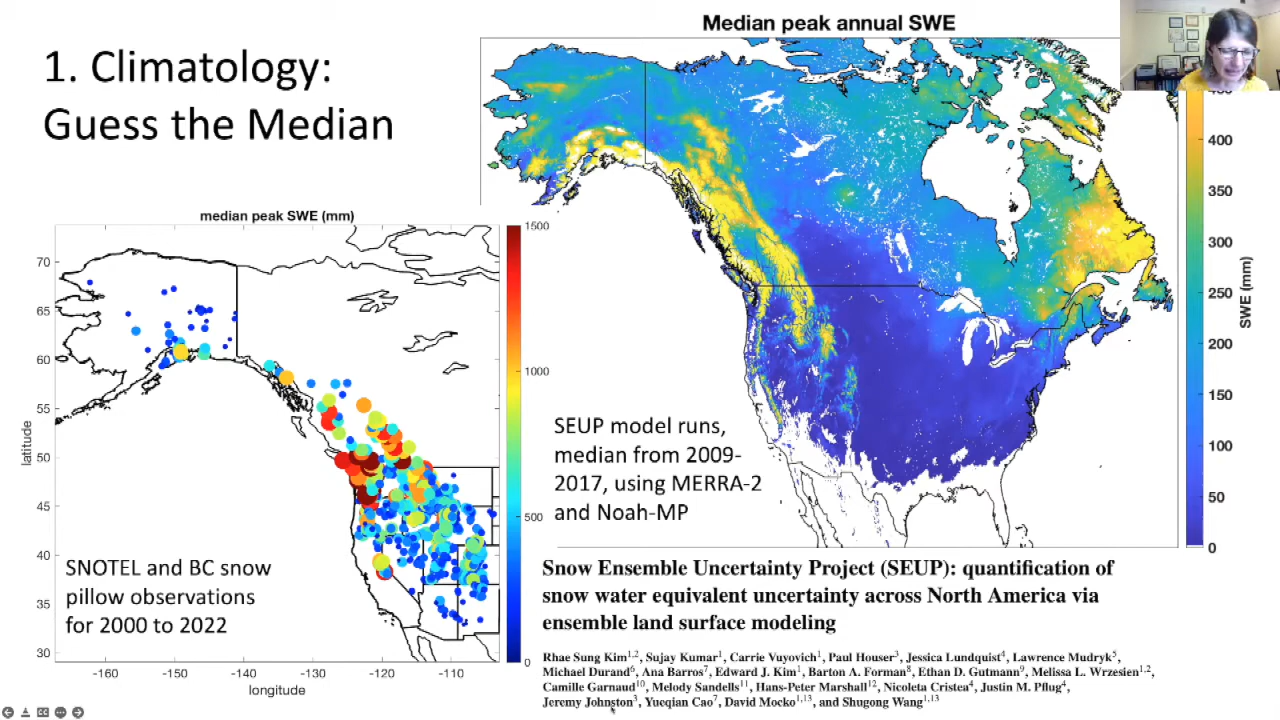 1. Climatology:
Guess the Median
Median peak annual SWE
400
350
300
250
200
150
100
50
0
SWE (mm)
median peak SWE (mm)
70
65
60
55
50
45
40
35
30
latitude
-160
-150
-140
-130
-120
-110
longitude
1500
1000
500
0
SNOTEL and BC snow
pillow observations
for 2000 to 2022
SEUP model runs,
median from 2009-
2017, using MERRA-2
and Noah-MP
Snow Ensemble Uncertainty Project (SEUP): quantification of
snow water equivalent uncertainty across North America via
ensemble land surface modeling
Rhae Sung Kim1,2, Sujay Kumar1, Carrie Vuyovich1, Paul Houser3, Jessica Lundquist4, Lawrence Mudryk5,
Michael Durand6, Ana Barros7, Edward J. Kim1, Barton A. Forman8, Ethan D. Gutmann9, Melissa L. Wrzesien1,2,
Camille Garnaud10, Melody Sandells11, Hans-Peter Marshall12, Nicoleta Cristea4, Justin M. Pflug4,
Jeremy Johnston3, Yueqian Cao7, David Mocko1,13, and Shugong Wang1,13